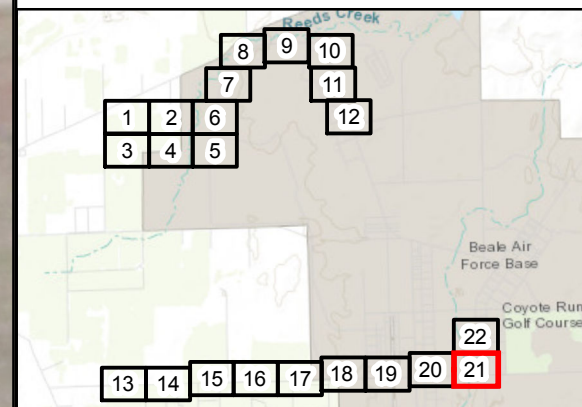 Reeds Creek
8 9 10
7 11
1 2 6 12
3 4 5
Beale Air
Force Base
Coyote Run
Golf Course
22
13 14 15 16 17 18 19 20 21